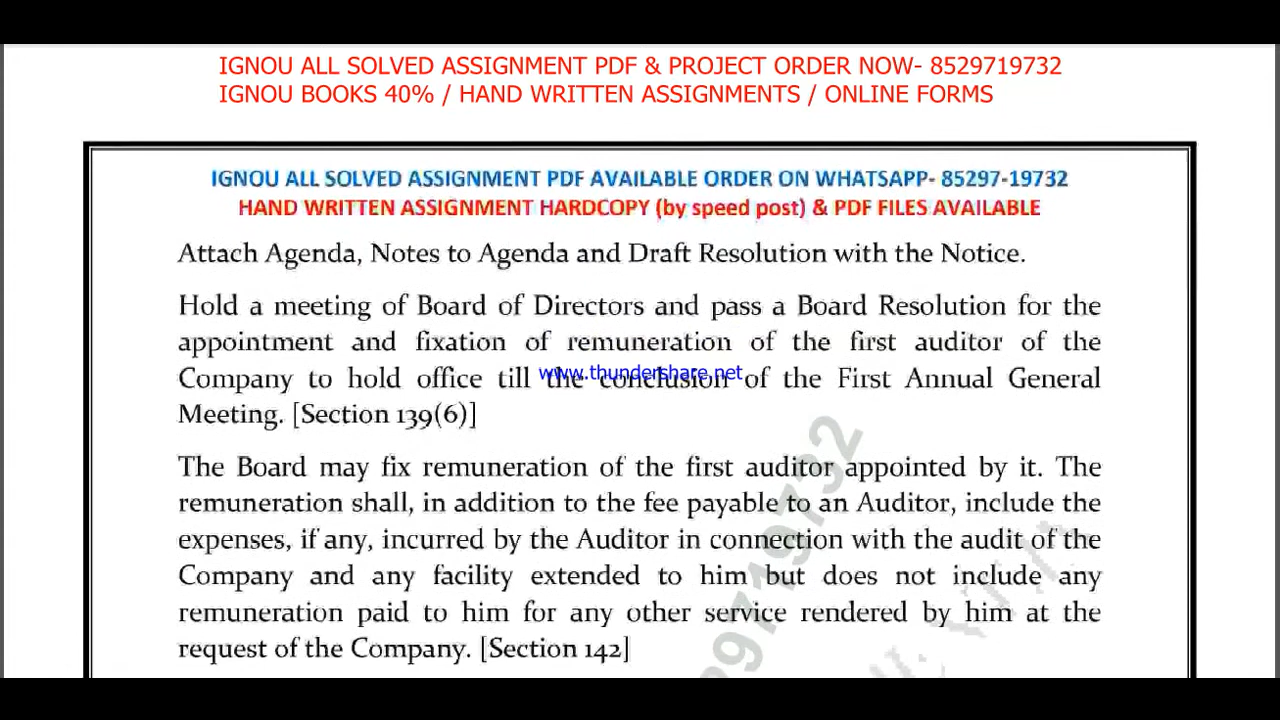 IGNOU ALL SOLVED ASSIGNMENT PDF & PROJECT ORDER NOW- 8529719732
IGNOU BOOKS 40% / HAND WRITTEN ASSIGNMENTS / ONLINE FORMS
IGNOU ALL SOLVED ASSIGNMENT PDF AVAILABLE ORDER ON WHATSAPP- 85297-19732
HAND WRITTEN ASSIGNMENT HARDCOPY (by speed post) & PDF FILES AVAILABLE
Attach Agenda, Notes to Agenda and Draft Resolution with the Notice.
Hold a meeting of Board of Directors and pass a Board Resolution for the
appointment and fixation of remuneration of the first auditor of the
Company to hold office till the conclusion of the First Annual General
www.thundershare.net
Meeting. [Section 139(6)]
The Board may fix remuneration of the first auditor appointed by it. The
remuneration shall, in addition to the fee payable to an Auditor, include the
expenses, if any, incurred by the Auditor in connection with the audit of the
Company and any facility extended to him but does not include any
remuneration paid to him for any other service rendered by him at the
request of the Company. [Section 142]